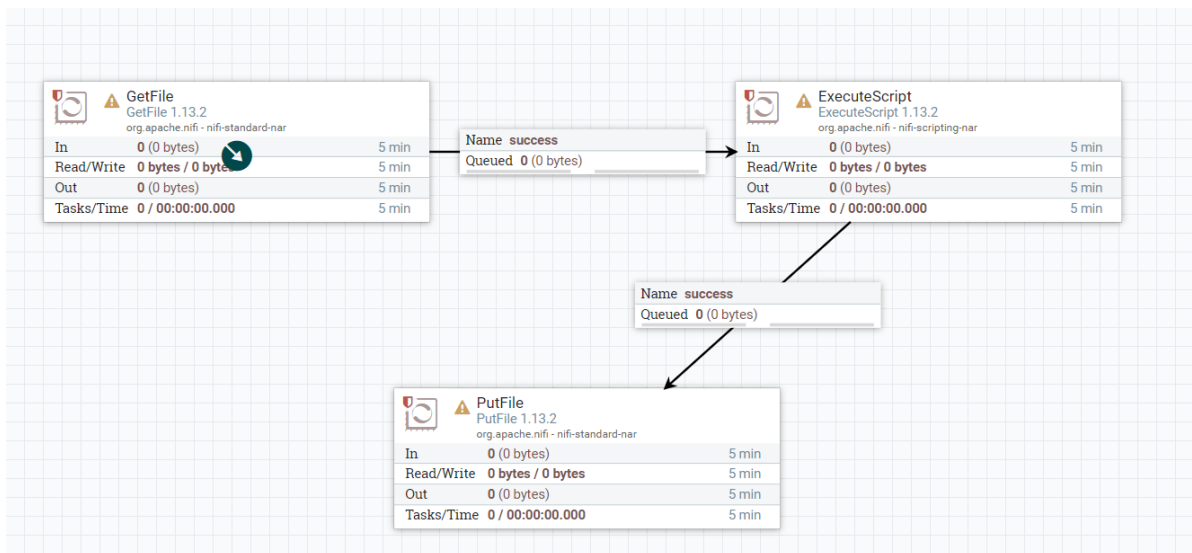 GetFile
GetFile 1.13.2
org.apache.nifi - nifi-standard-nar
In 0 (0 bytes) 5 min
Read/Write 0 bytes / 0 bytes 5 min
Out 0 (0 bytes) 5 min
Tasks/Time 0 / 00:00:00.000 5 min
Name success
Queued 0 (0 bytes)
ExecuteScript
ExecuteScript 1.13.2
org.apache.nifi - nifi-scripting-nar
In 0 (0 bytes) 5 min
Read/Write 0 bytes / 0 bytes 5 min
Out 0 (0 bytes) 5 min
Tasks/Time 0 / 00:00:00.000 5 min
Name success
Queued 0 (0 bytes)
PutFile
PutFile 1.13.2
org.apache.nifi - nifi-standard-nar
In 0 (0 bytes) 5 min
Read/Write 0 bytes / 0 bytes 5 min
Out 0 (0 bytes) 5 min
Tasks/Time 0 / 00:00:00.000 5 min